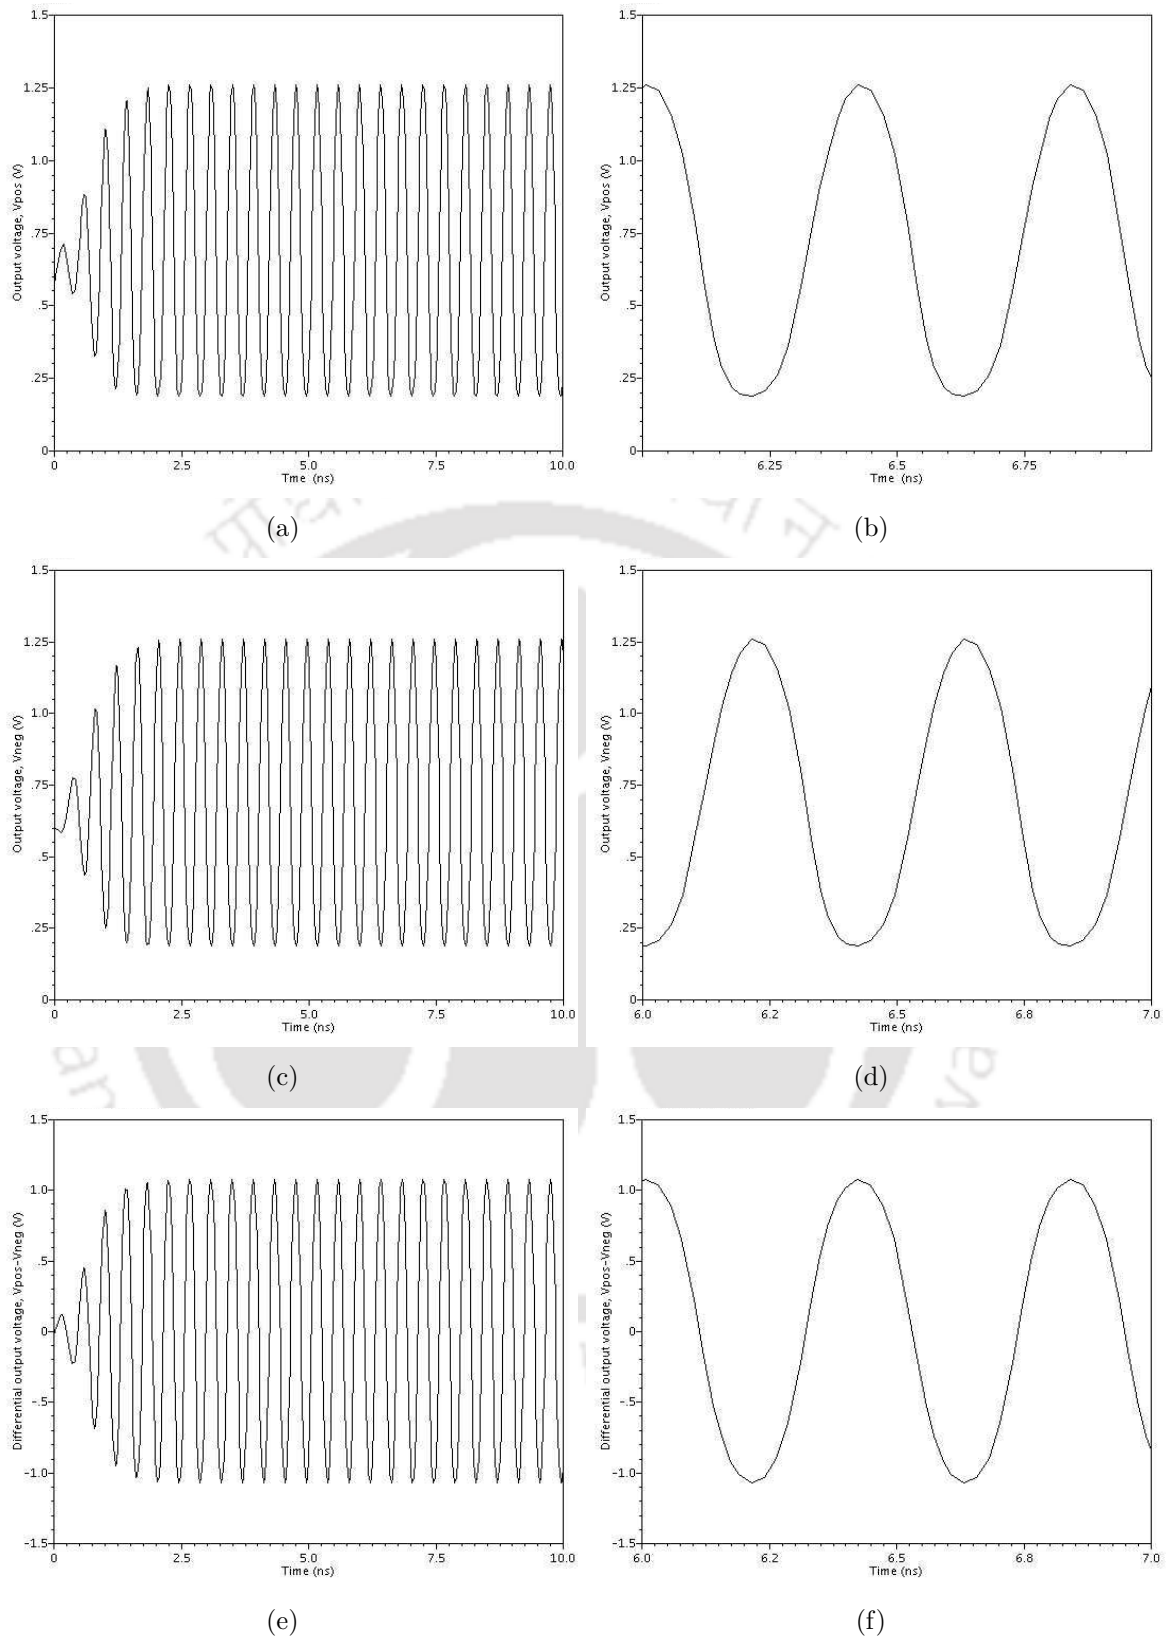 1.5
1.25
1.0
.75
.5
.25
0
Output voltage, Vpos (V)
0 2.5 5.0 7.5 10.0
Tme (ns)
(a)
1.5
1.25
1.0
.75
.5
.25
0
Output voltage, Vpos (V)
6.25 6.5 6.75
Tme (ns)
(b)
1.5
1.25
1.0
.75
.5
.25
0
Output voltage, Vneg (V)
0 2.5 5.0 7.5 10.0
Time (ns)
(c)
1.5
1.25
1.0
.75
.5
.25
0
Output voltage, Vneg (V)
6.0 6.2 6.5 6.8 7.0
Time (ns)
(d)
1.5
1.0
.5
0
-.5
-1.0
-1.5
Differential output voltage, Vpos-Vneg (V)
0 2.5 5.0 7.5 10.0
Time (ns)
(e)
1.5
1.0
.5
0
-.5
-1.0
-1.5
Differential output voltage, Vpos-Vneg (V)
6.0 6.2 6.5 6.8 7.0
Time (ns)
(f)